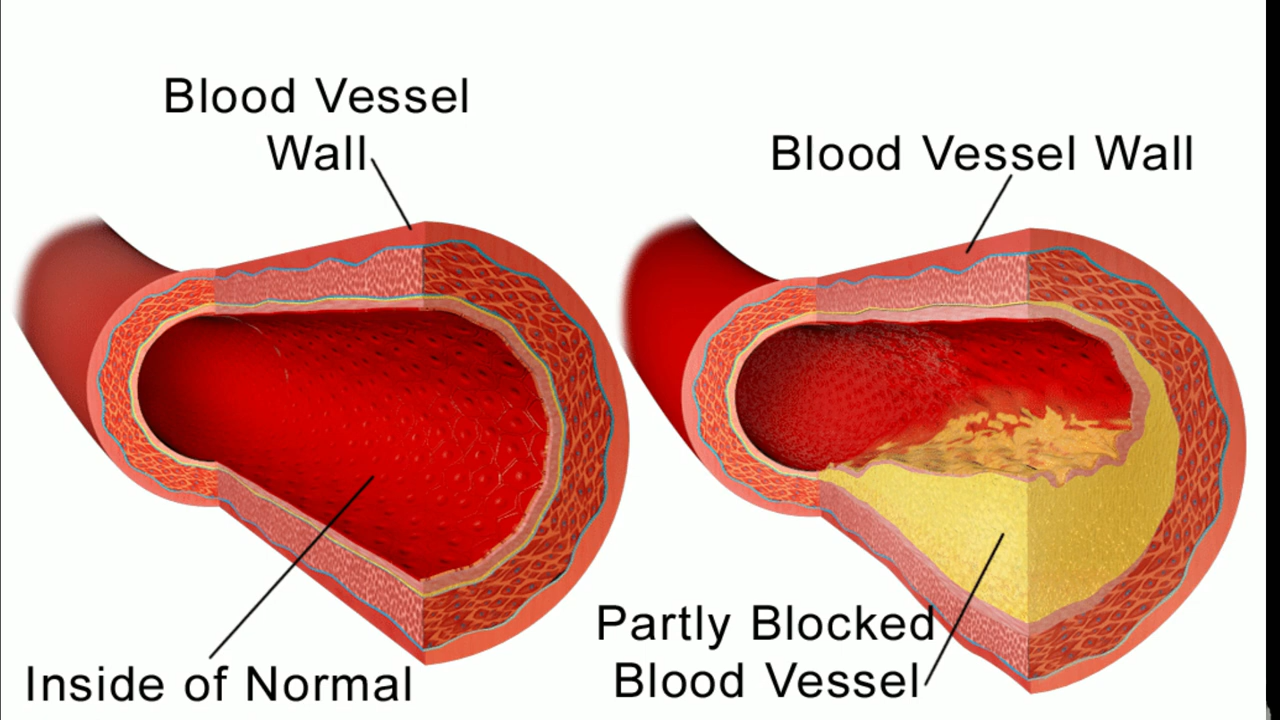 Blood Vessel
Wall
Blood Vessel Wall
Inside of Normal
Partly Blocked
Blood Vessel